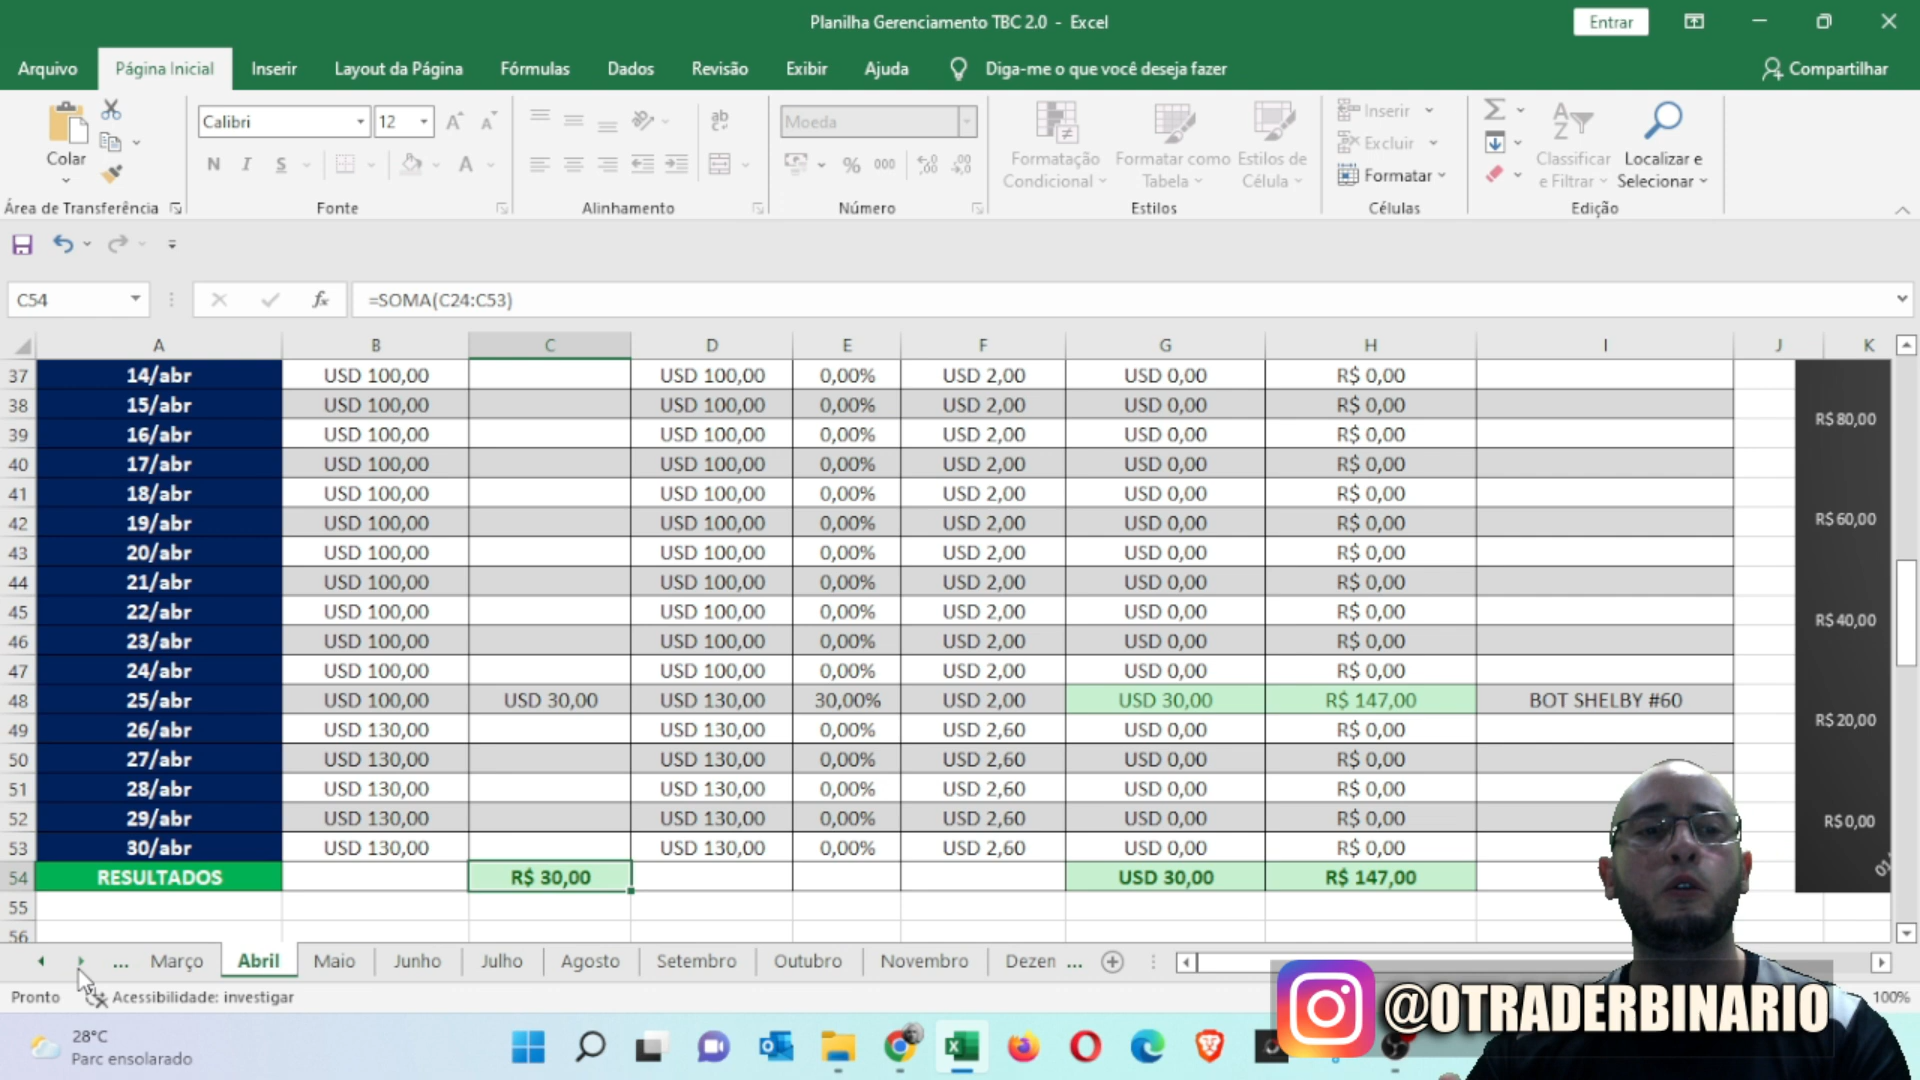 Planilha Gerenciamento TBC 2.0 - Excel
Entrar
Arquivo Página Inicial Inserir Layout da Página Fórmulas Dados Revisão Exibir Ajuda Diga-me o que você deseja fazer Compartilhar
Colar
Calibri 12
N I S A
ab
Moeda
% 000
Formatação Condicional
Formatar como Tabela
Estilos de Célula
Inserir
Excluir
Formatar
Classificar e Filtrar
Localizar e Selecionar
Área de Transferência Fonte Alinhamento Número Estilos Células Edição
C54 fx =SOMA(C24:C53)
A B C D E F G H I J K
37 14/abr USD 100,00 USD 100,00 0,00% USD 2,00 USD 0,00 R$ 0,00
38 15/abr USD 100,00 USD 100,00 0,00% USD 2,00 USD 0,00 R$ 0,00
R$ 80,00
39 16/abr USD 100,00 USD 100,00 0,00% USD 2,00 USD 0,00 R$ 0,00
40 17/abr USD 100,00 USD 100,00 0,00% USD 2,00 USD 0,00 R$ 0,00
41 18/abr USD 100,00 USD 100,00 0,00% USD 2,00 USD 0,00 R$ 0,00
42 19/abr USD 100,00 USD 100,00 0,00% USD 2,00 USD 0,00 R$ 0,00 R$ 60,00
43 20/abr USD 100,00 USD 100,00 0,00% USD 2,00 USD 0,00 R$ 0,00
44 21/abr USD 100,00 USD 100,00 0,00% USD 2,00 USD 0,00 R$ 0,00
45 22/abr USD 100,00 USD 100,00 0,00% USD 2,00 USD 0,00 R$ 0,00 R$ 40,00
46 23/abr USD 100,00 USD 100,00 0,00% USD 2,00 USD 0,00 R$ 0,00
47 24/abr USD 100,00 USD 100,00 0,00% USD 2,00 USD 0,00 R$ 0,00
48 25/abr USD 100,00 USD 30,00 USD 130,00 30,00% USD 2,00 USD 30,00 R$ 147,00 BOT SHELBY #60
R$ 20,00
49 26/abr USD 130,00 USD 130,00 0,00% USD 2,60 USD 0,00 R$ 0,00
50 27/abr USD 130,00 USD 130,00 0,00% USD 2,60 USD 0,00 R$ 0,00
51 28/abr USD 130,00 USD 130,00 0,00% USD 2,60 USD 0,00 R$ 0,00
52 29/abr USD 130,00 USD 130,00 0,00% USD 2,60 USD 0,00 R$ 0,00 R$ 0,00
53 30/abr USD 130,00 USD 130,00 0,00% USD 2,60 USD 0,00 R$ 0,00
54 RESULTADOS R$ 30,00 USD 30,00 R$ 147,00
55
56
... Março Abril Maio Junho Julho Agosto Setembro Outubro Novembro Dezen ...
Pronto Acessibilidade: investigar 100%
@OTRADERBINARIO
28°C
Parc ensolarado